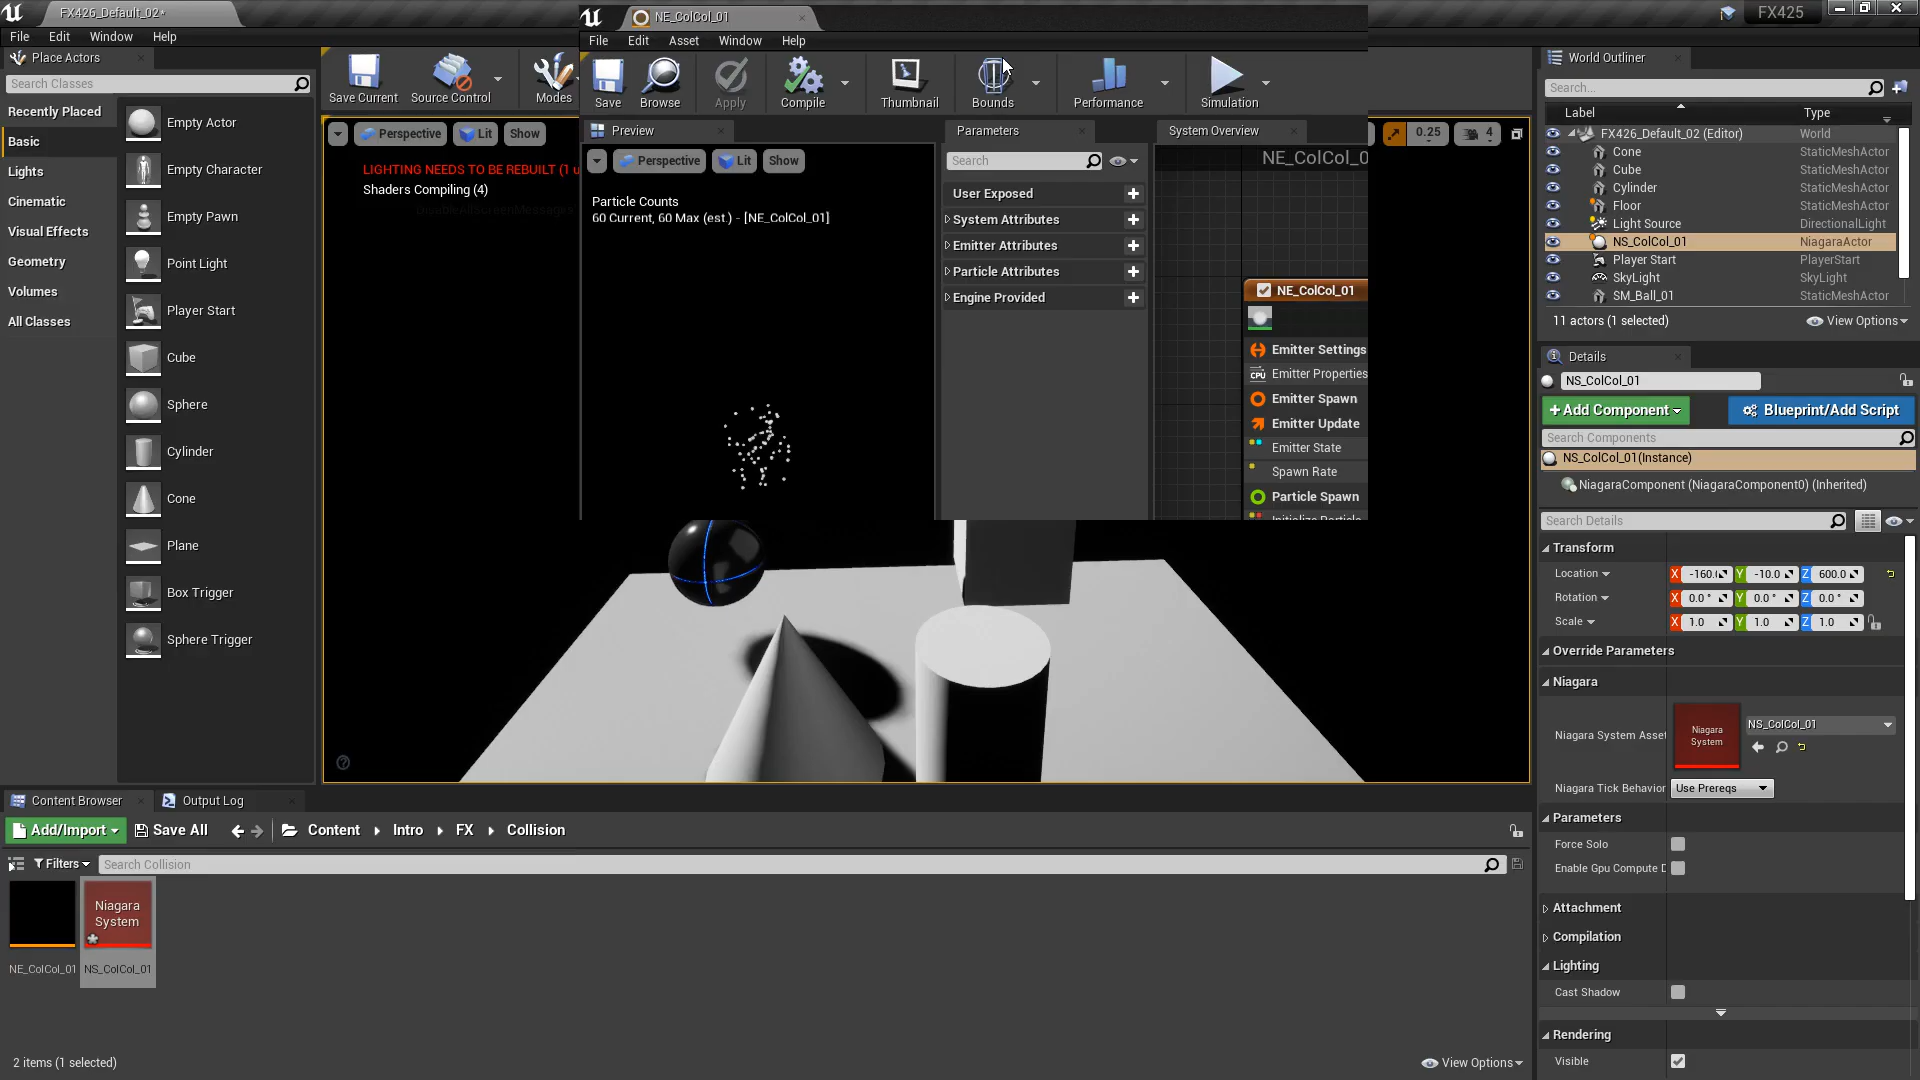 FX426_Default_02*
NE_ColCol_01
FX425
File Edit Window Help
File Edit Asset Window Help
Place Actors
Search Classes
Recently Placed
Basic
Lights
Cinematic
Visual Effects
Geometry
Volumes
All Classes
Empty Actor
Empty Character
Empty Pawn
Point Light
Player Start
Cube
Sphere
Cylinder
Cone
Plane
Box Trigger
Sphere Trigger
Save Current
Source Control
Modes
Save
Browse
Apply
Compile
Thumbnail
Bounds
Performance
Simulation
Perspective
Lit
Show
0.25
4
LIGHTING NEEDS TO BE REBUILT (1 u
Shaders Compiling (4)
Preview
Perspective
Lit
Show
Particle Counts
60 Current, 60 Max (est.) - [NE_ColCol_01]
Parameters
Search
User Exposed
System Attributes
Emitter Attributes
Particle Attributes
Engine Provided
System Overview
NE_ColCol_0
NE_ColCol_01
Emitter Settings
CPU Emitter Properties
Emitter Spawn
Emitter Update
Emitter State
Spawn Rate
Particle Spawn
Initialize Particle
World Outliner
Search...
Label Type
FX426_Default_02 (Editor) World
Cone StaticMeshActor
Cube StaticMeshActor
Cylinder StaticMeshActor
Floor StaticMeshActor
Light Source DirectionalLight
NS_ColCol_01 NiagaraActor
Player Start PlayerStart
SkyLight SkyLight
SM_Ball_01 StaticMeshActor
11 actors (1 selected)
View Options
Details
NS_ColCol_01
+Add Component
Blueprint/Add Script
Search Components
NS_ColCol_01(Instance)
NiagaraComponent (NiagaraComponent0) (Inherited)
Search Details
Transform
Location X -160.( Y -10.0 Z 600.0
Rotation X 0.0 ° Y 0.0 ° Z 0.0 °
Scale X 1.0 Y 1.0 Z 1.0
Override Parameters
Niagara
Niagara System Asset
Niagara System
NS_ColCol_01
Niagara Tick Behavior Use Prereqs
Parameters
Force Solo
Enable Gpu Compute D
Attachment
Compilation
Lighting
Cast Shadow
Rendering
Visible
Content Browser
Output Log
Add/Import
Save All
Content Intro FX Collision
Filters
Search Collision
Niagara System
NE_ColCol_01
NS_ColCol_01
2 items (1 selected)
View Options